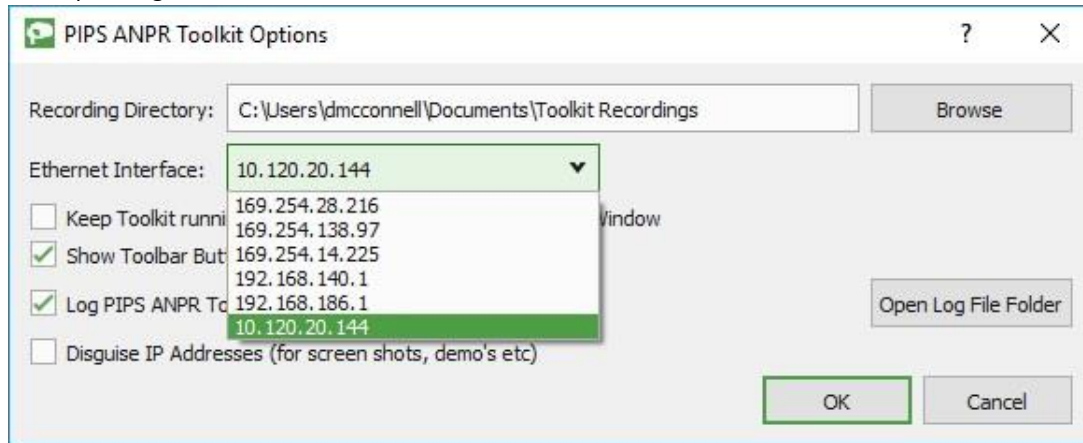 PIPS ANPR Toolkit Options
Recording Directory: C:\Users\dmcconnell\Documents\Toolkit Recordings Browse
Ethernet Interface: 10.120.20.144
169.254.28.216
169.254.138.97
169.254.14.225
192.168.140.1
192.168.186.1
10.120.20.144
Keep Toolkit Window
Show Toolbar
Log PIPS ANPR
Open Log File Folder
Disguise IP Addresses (for screen shots, demo's etc)
OK Cancel